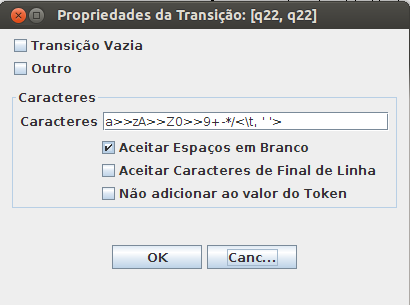 Propriedades da Transição: [q22, q22]
Transição Vazia
Outro
Caracteres
Caracteres a>>zA>>Z0>>9+-*/<\t, ' '>
Aceitar Espaços em Branco
Aceitar Caracteres de Final de Linha
Não adicionar ao valor do Token
OK Canc...